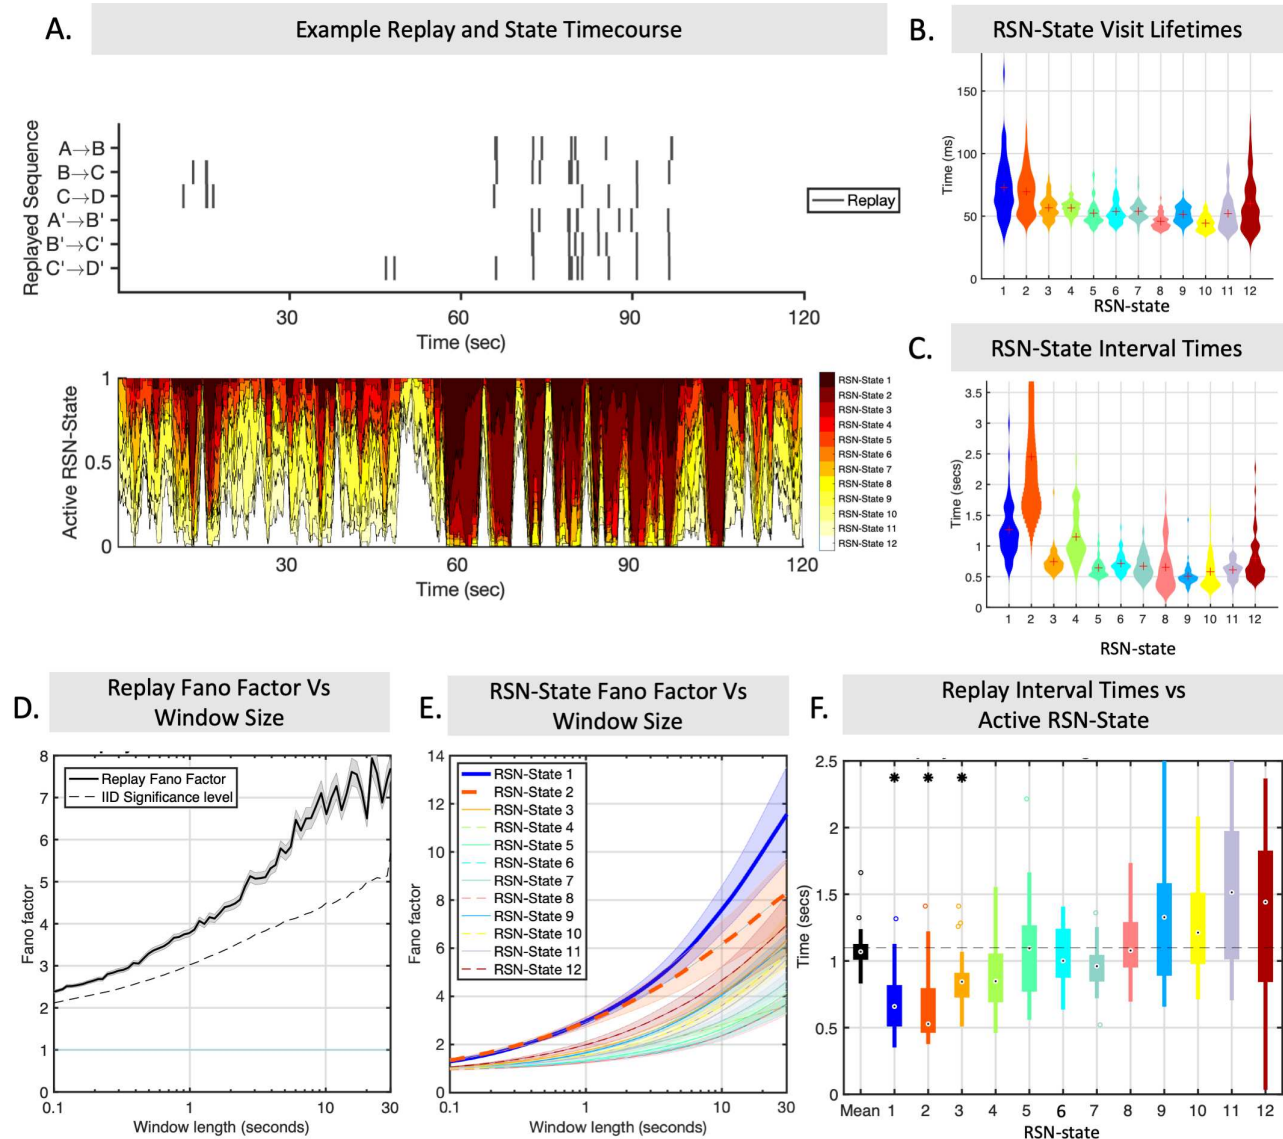 A.
Example Replay and State Timecourse
Replayed Sequence
A→B
B→C
C→D
A'→B'
B'→C'
C'→D'
30
60
90
120
Time (sec)
Replay
Active RSN-State
1
0.5
0
30
60
90
120
Time (sec)
RSN-State 1
RSN-State 2
RSN-State 3
RSN-State 4
RSN-State 5
RSN-State 6
RSN-State 7
RSN-State 8
RSN-State 9
RSN-State 10
RSN-State 11
RSN-State 12
B.
RSN-State Visit Lifetimes
Time (ms)
150
100
50
0
1 2 3 4 5 6 7 8 9 10 11 12
RSN-state
C.
RSN-State Interval Times
Time (secs)
3.5
3
2.5
2
1.5
1
0.5
0
1 2 3 4 5 6 7 8 9 10 11 12
RSN-state
D.
Replay Fano Factor Vs
Window Size
Fano factor
8
7
6
5
4
3
2
1
0
Replay Fano Factor
IID Significance level
0.1 1 10 30
Window length (seconds)
E.
RSN-State Fano Factor Vs
Window Size
Fano factor
14
12
10
8
6
4
2
0
RSN-State 1
RSN-State 2
RSN-State 3
RSN-State 4
RSN-State 5
RSN-State 6
RSN-State 7
RSN-State 8
RSN-State 9
RSN-State 10
RSN-State 11
RSN-State 12
0.1 1 10 30
Window length (seconds)
F.
Replay Interval Times vs
Active RSN-State
Time (secs)
2.5
2
1.5
1
0.5
0
* * *
Mean 1 2 3 4 5 6 7 8 9 10 11 12
RSN-state